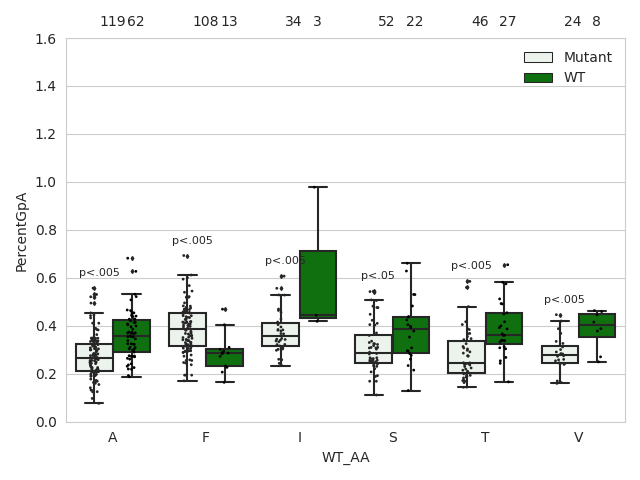 119 62 108 13 34 3 52 22 46 27 24 8
1.6
Mutant
WT
1.4
1.2
1.0
0.8
0.6
0.4
0.2
0.0
PercentGpA
p<.005
p<.005
p<.005
p<.05
p<.005
p<.005
A F I S T V
WT_AA